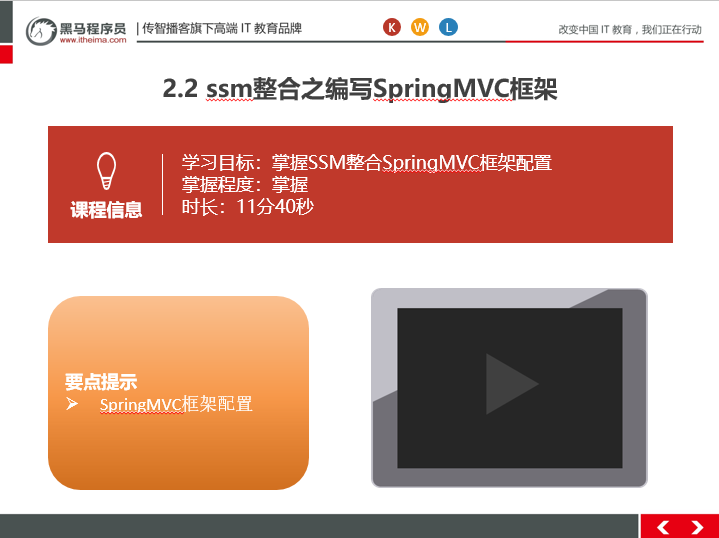 黑马程序员
www.itheima.com
传智播客旗下高端 IT 教育品牌
K W L
改变中国 IT 教育，我们正在行动
2.2 ssm整合之编写SpringMVC框架
课程信息
学习目标：掌握SSM整合SpringMVC框架配置
掌握程度：掌握
时长：11分40秒
要点提示
SpringMVC框架配置